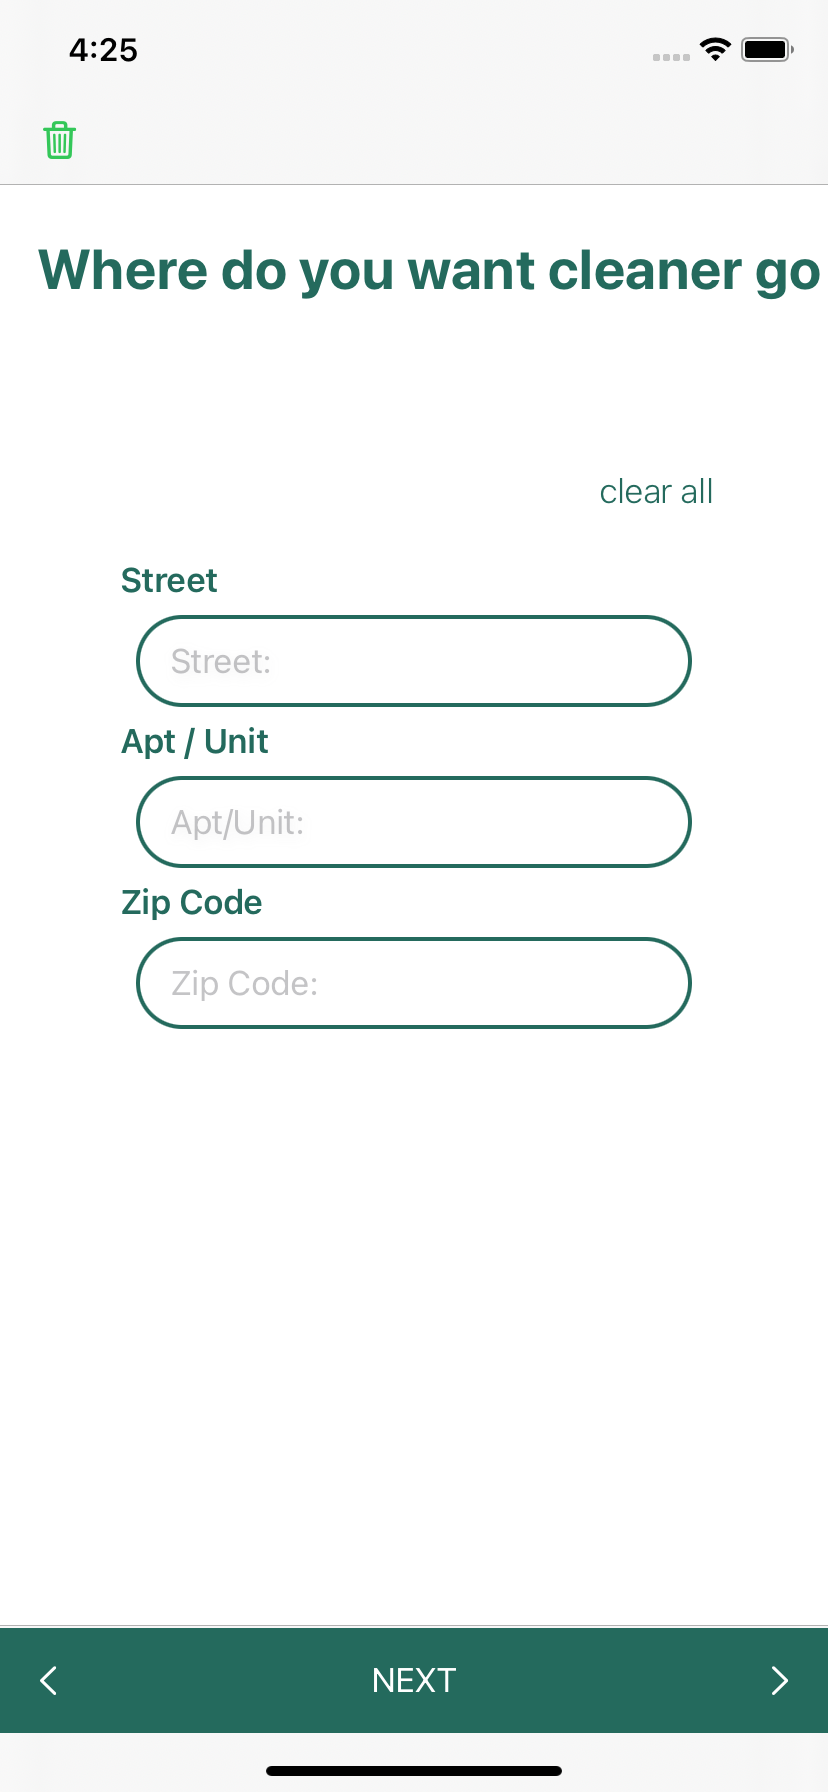 4:25
Where do you want cleaner go
clear all
Street
Street:
Apt / Unit
Apt/Unit:
Zip Code
Zip Code:
NEXT